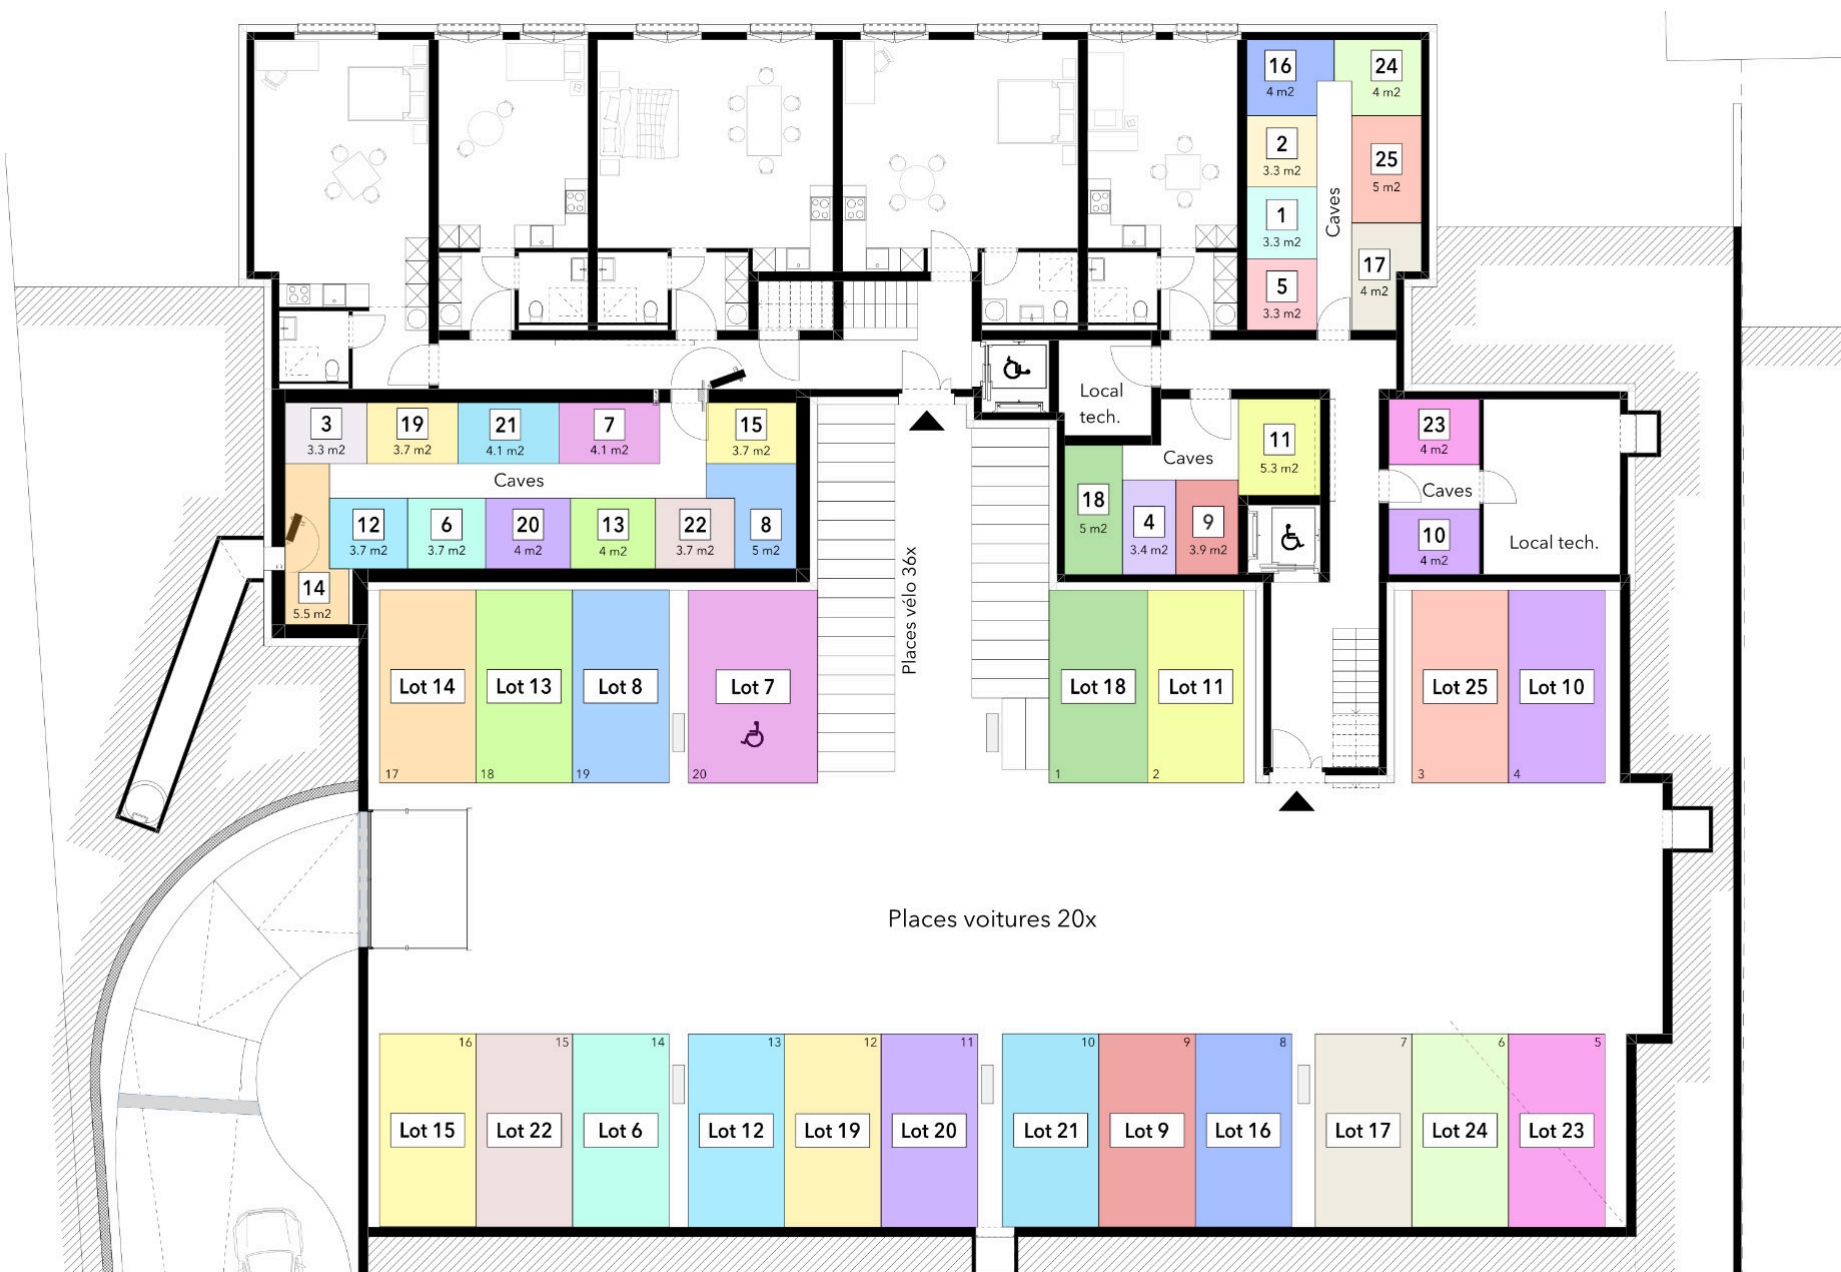 16
4 m2
24
4 m2
2
3.3 m2
25
5 m2
1
3.3 m2
Caves
17
4 m2
5
3.3 m2
Local
tech.
3
3.3 m2
19
3.7 m2
21
4.1 m2
7
4.1 m2
15
3.7 m2
Caves
12
3.7 m2
6
3.7 m2
20
4 m2
13
4 m2
22
3.7 m2
8
5 m2
14
5.5 m2
Places vélo 36x
11
5.3 m2
Caves
18
5 m2
4
3.4 m2
9
3.9 m2
23
4 m2
Caves
10
4 m2
Local tech.
Lot 14
17
Lot 13
18
Lot 8
19
Lot 7
20
Lot 18
1
Lot 11
2
Lot 25
3
Lot 10
4
Places voitures 20x
16
Lot 15
15
Lot 22
14
Lot 6
13
Lot 12
12
Lot 19
11
Lot 20
10
Lot 21
9
Lot 9
8
Lot 16
7
Lot 17
6
Lot 24
5
Lot 23